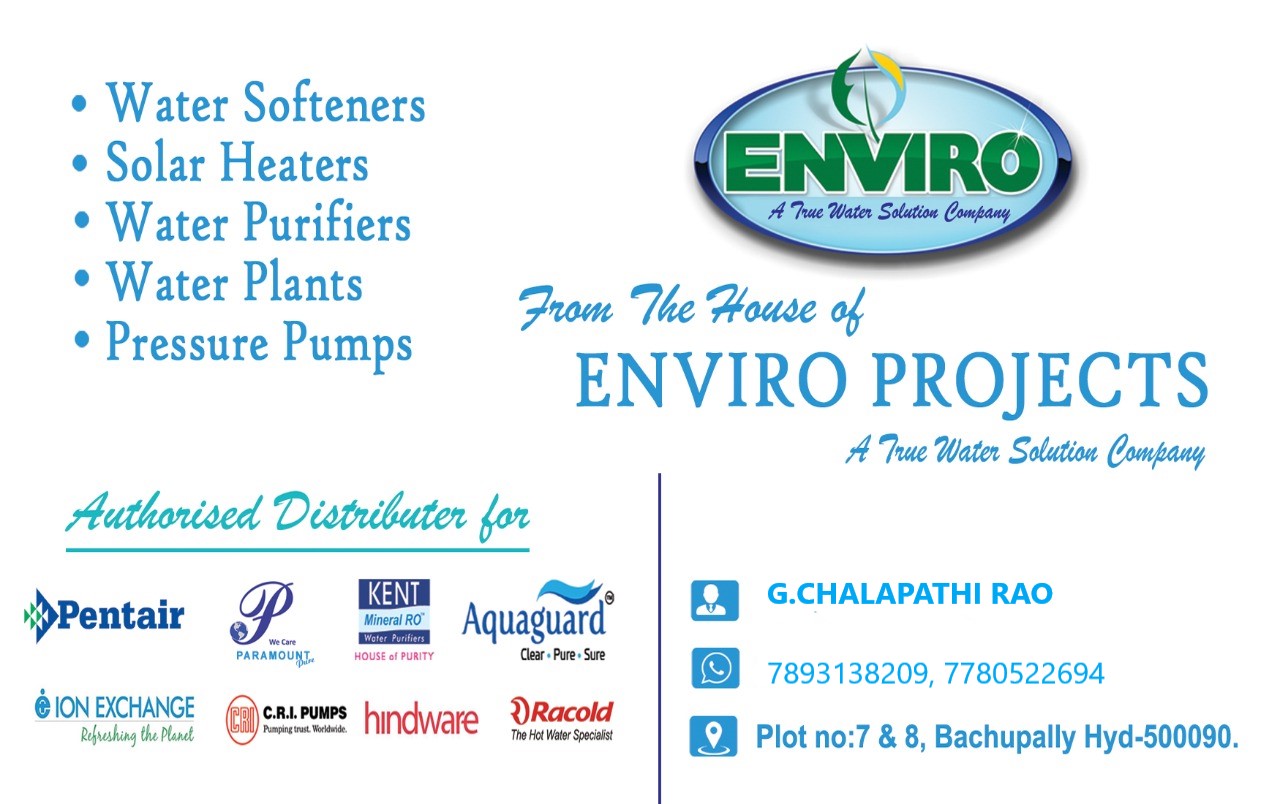 • Water Softeners
• Solar Heaters
• Water Purifiers
• Water Plants
• Pressure Pumps
ENVIRO
A True Water Solution Company
From The House of
ENVIRO PROJECTS
A True Water Solution Company
Authorised Distributer for
Pentair
P
We Care
PARAMOUNT
Pure
KENT
Mineral RO™
Water Purifiers
HOUSE of PURITY
Aquaguard™
Clear • Pure • Sure
ION EXCHANGE
Refreshing the Planet
CRI
C.R.I. PUMPS
Pumping trust. Worldwide.
hindware
Racold
The Hot Water Specialist
G.CHALAPATHI RAO
7893138209, 7780522694
Plot no:7 & 8, Bachupally Hyd-500090.